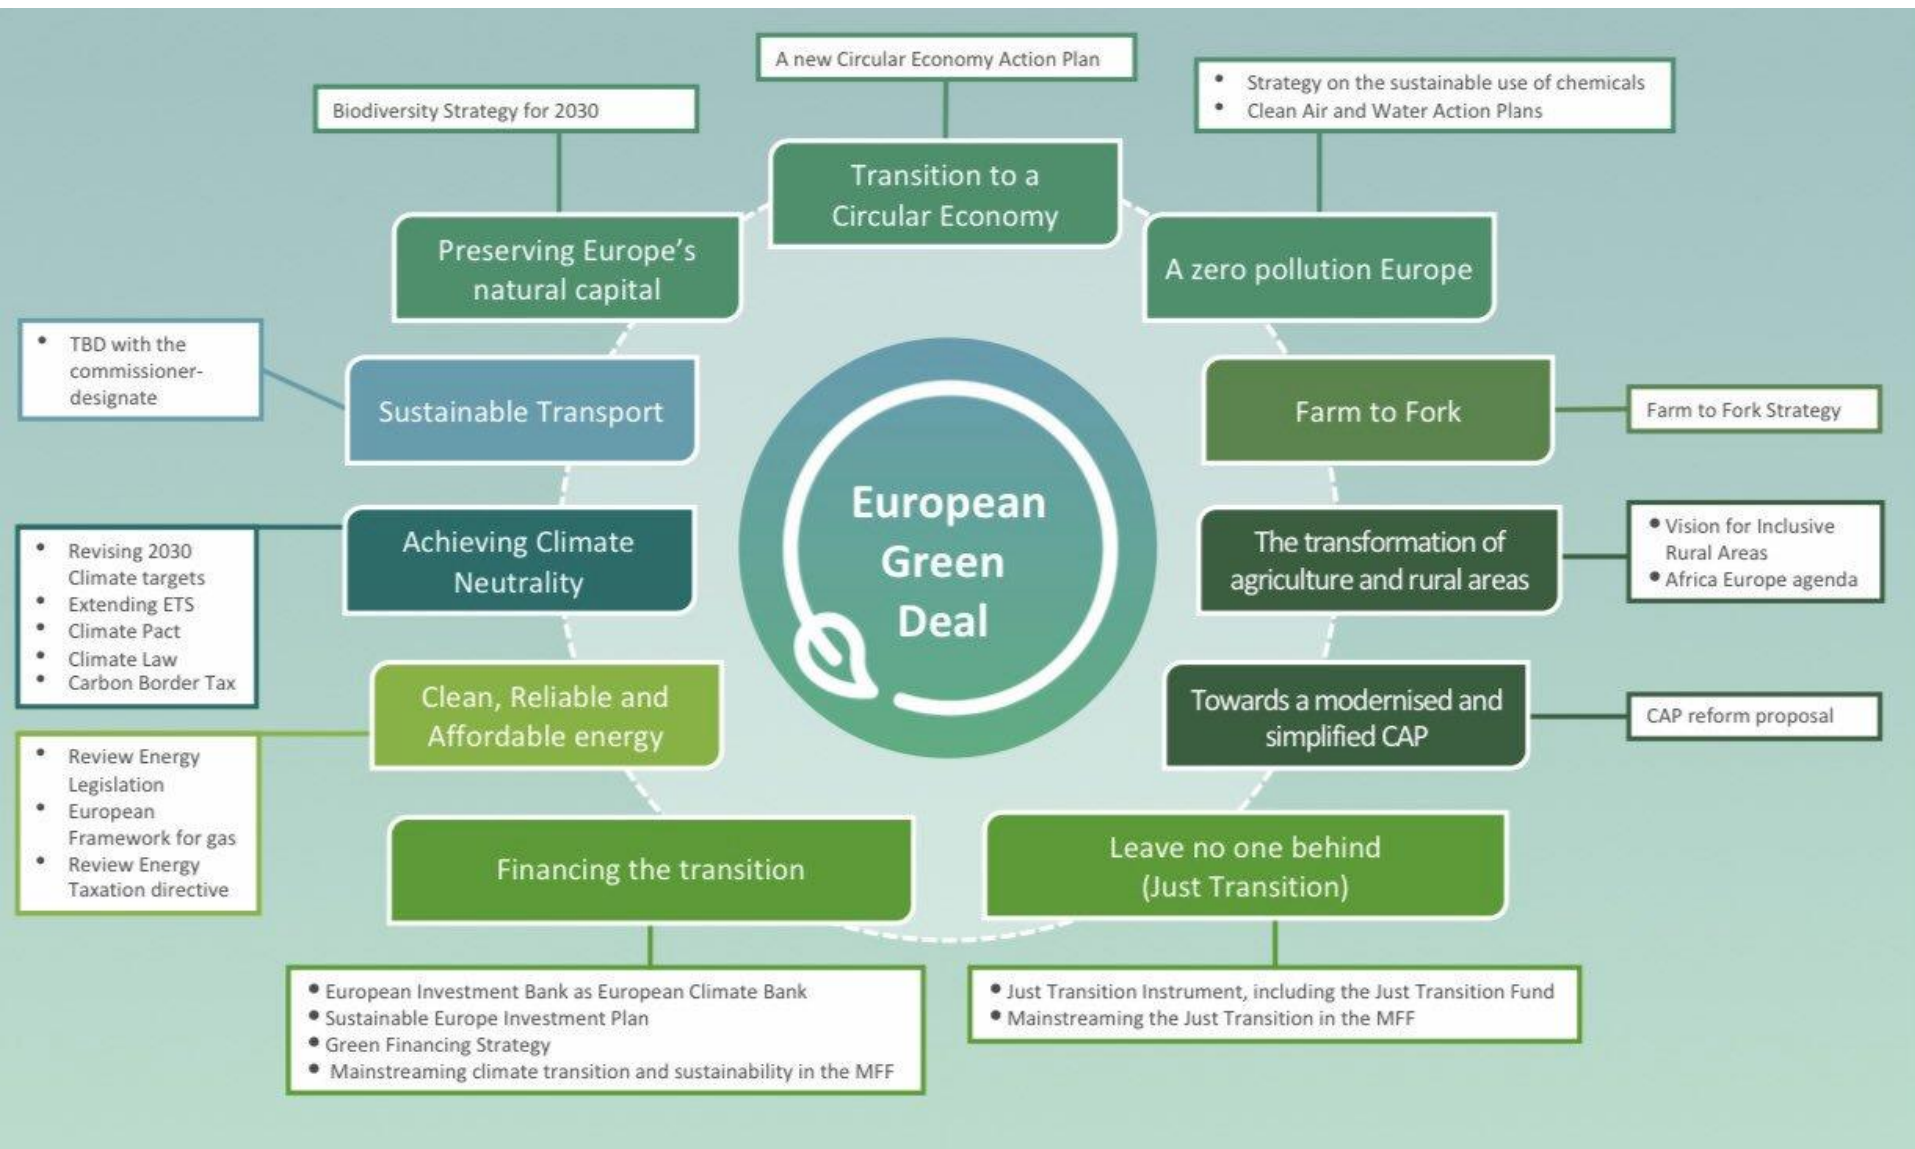 A new Circular Economy Action Plan
Biodiversity Strategy for 2030
• Strategy on the sustainable use of chemicals
• Clean Air and Water Action Plans
Transition to a
Circular Economy
Preserving Europe's
natural capital
A zero pollution Europe
• TBD with the
commissioner-
designate
Sustainable Transport
Farm to Fork
Farm to Fork Strategy
European
Green
Deal
Achieving Climate
Neutrality
• Revising 2030
Climate targets
• Extending ETS
• Climate Pact
• Climate Law
• Carbon Border Tax
The transformation of
agriculture and rural areas
• Vision for Inclusive
Rural Areas
• Africa Europe agenda
Clean, Reliable and
Affordable energy
• Review Energy
Legislation
• European
Framework for gas
• Review Energy
Taxation directive
Towards a modernised and
simplified CAP
CAP reform proposal
Financing the transition
• European Investment Bank as European Climate Bank
• Sustainable Europe Investment Plan
• Green Financing Strategy
• Mainstreaming climate transition and sustainability in the MFF
Leave no one behind
(Just Transition)
• Just Transition Instrument, including the Just Transition Fund
• Mainstreaming the Just Transition in the MFF